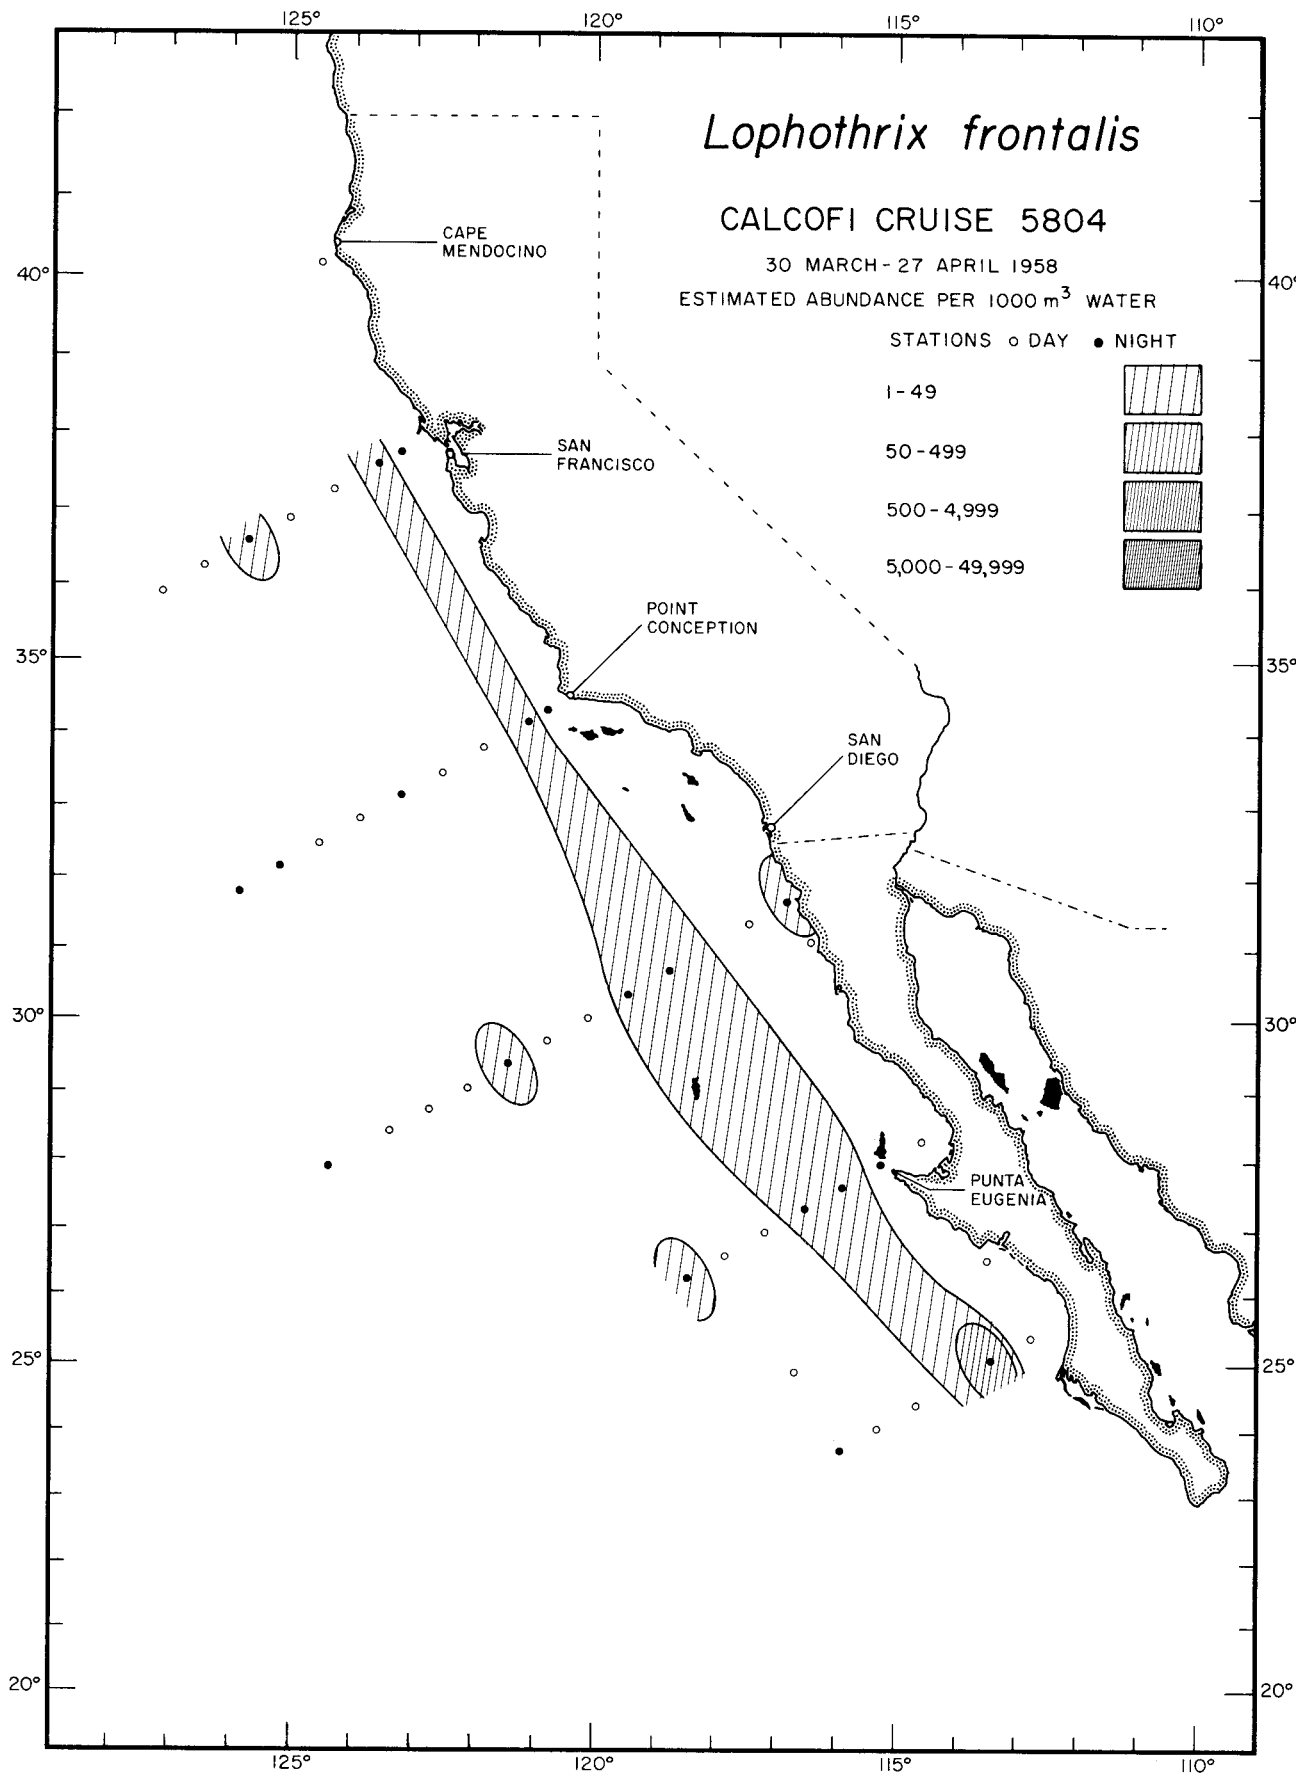 125° 120° 115° 110°
Lophothrix frontalis
CALCOFI CRUISE 5804
30 MARCH - 27 APRIL 1958
ESTIMATED ABUNDANCE PER 1000 m³ WATER
STATIONS ○ DAY ● NIGHT
1-49
50-499
500-4,999
5,000-49,999
CAPE
MENDOCINO
40° 40°
SAN
FRANCISCO
POINT
CONCEPTION
35° 35°
SAN
DIEGO
30° 30°
PUNTA
EUGENIA
25° 25°
20° 20°
125° 120° 115° 110°